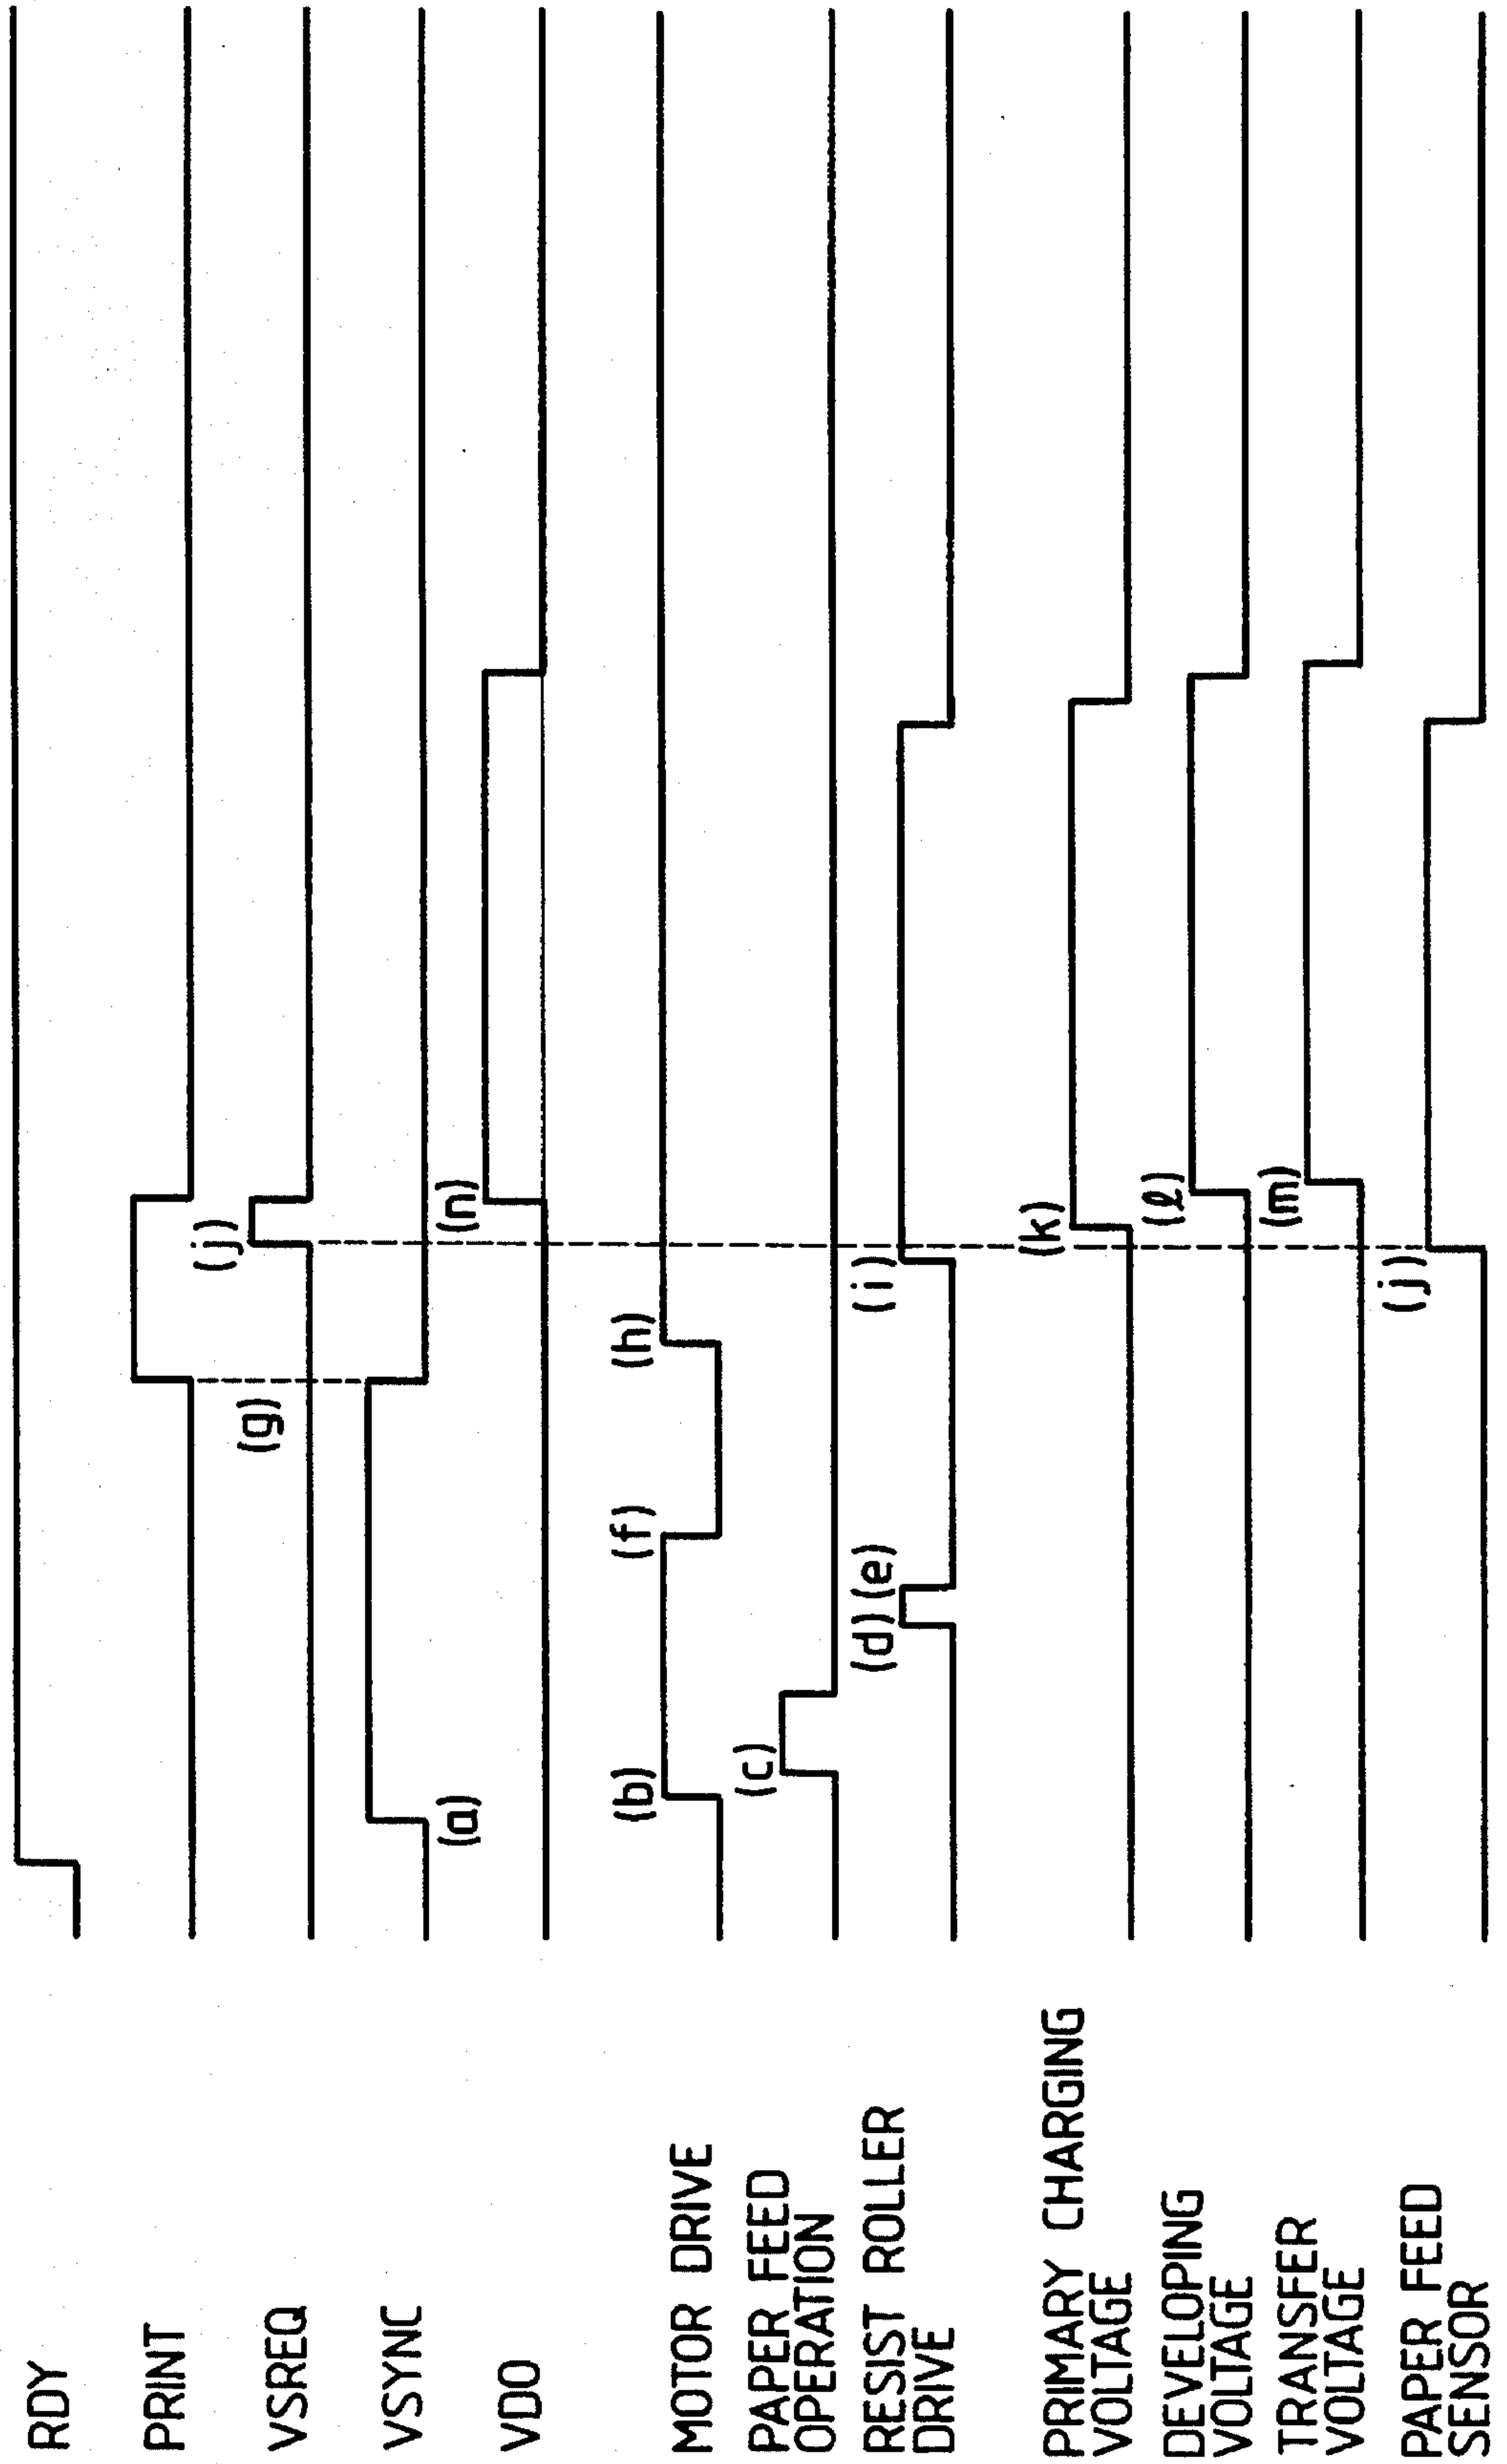 RDY
PRINT
(j)
VSREQ
(g)
VSYNC
(a)
(n)
VDO
MOTOR DRIVE
(b)
(f)
(h)
PAPER FEED
OPERATION
(c)
RESIST ROLLER
DRIVE
(d) (e)
(i)
PRIMARY CHARGING
VOLTAGE
(k)
DEVELOPING
VOLTAGE
(ℓ)
TRANSFER
VOLTAGE
(m)
PAPER FEED
SENSOR
(j)